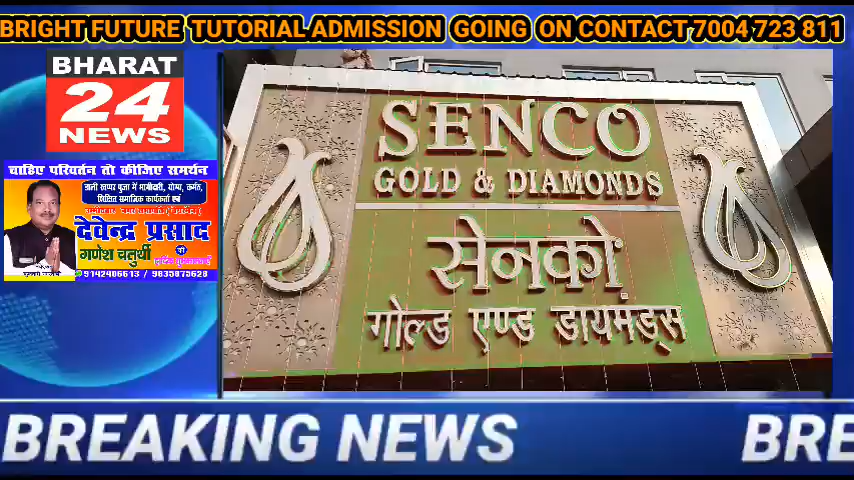 BRIGHT FUTURE TUTORIAL ADMISSION GOING ON CONTACT 7004 723 811
BHARAT
24
NEWS
चाहिए परिवर्तन तो कीजिए समर्थन
देवेन्द्र प्रसाद
गणेश चतुर्थी की
9142406613 / 9835875628
SENCO
GOLD & DIAMONDS
सेनको
गोल्ड एण्ड डायमंड्स
BREAKING NEWS
BRE